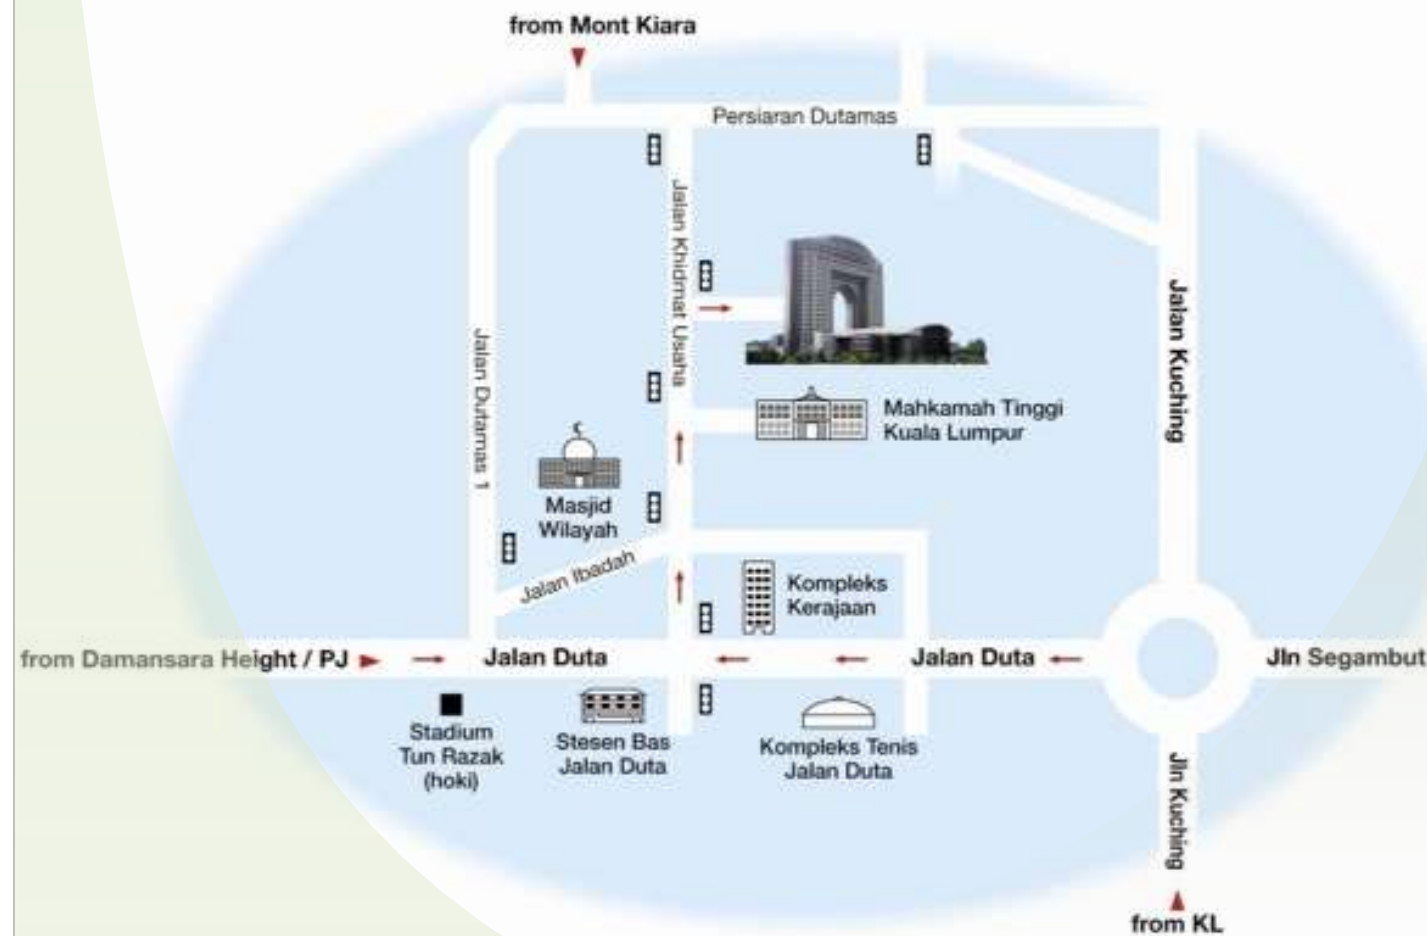 from Mont Kiara
Persiaran Dutamas
Jalan Khidmat Usaha
Jalan Kuching
Jalan Dutamas 1
Mahkamah Tinggi
Kuala Lumpur
Masjid
Wilayah
Jalan Ibadah
Kompleks
Kerajaan
from Damansara Height / PJ
Jalan Duta
Jalan Duta
Jln Segambut
Stadium
Tun Razak
(hoki)
Stesen Bas
Jalan Duta
Kompleks Tenis
Jalan Duta
Jln Kuching
from KL